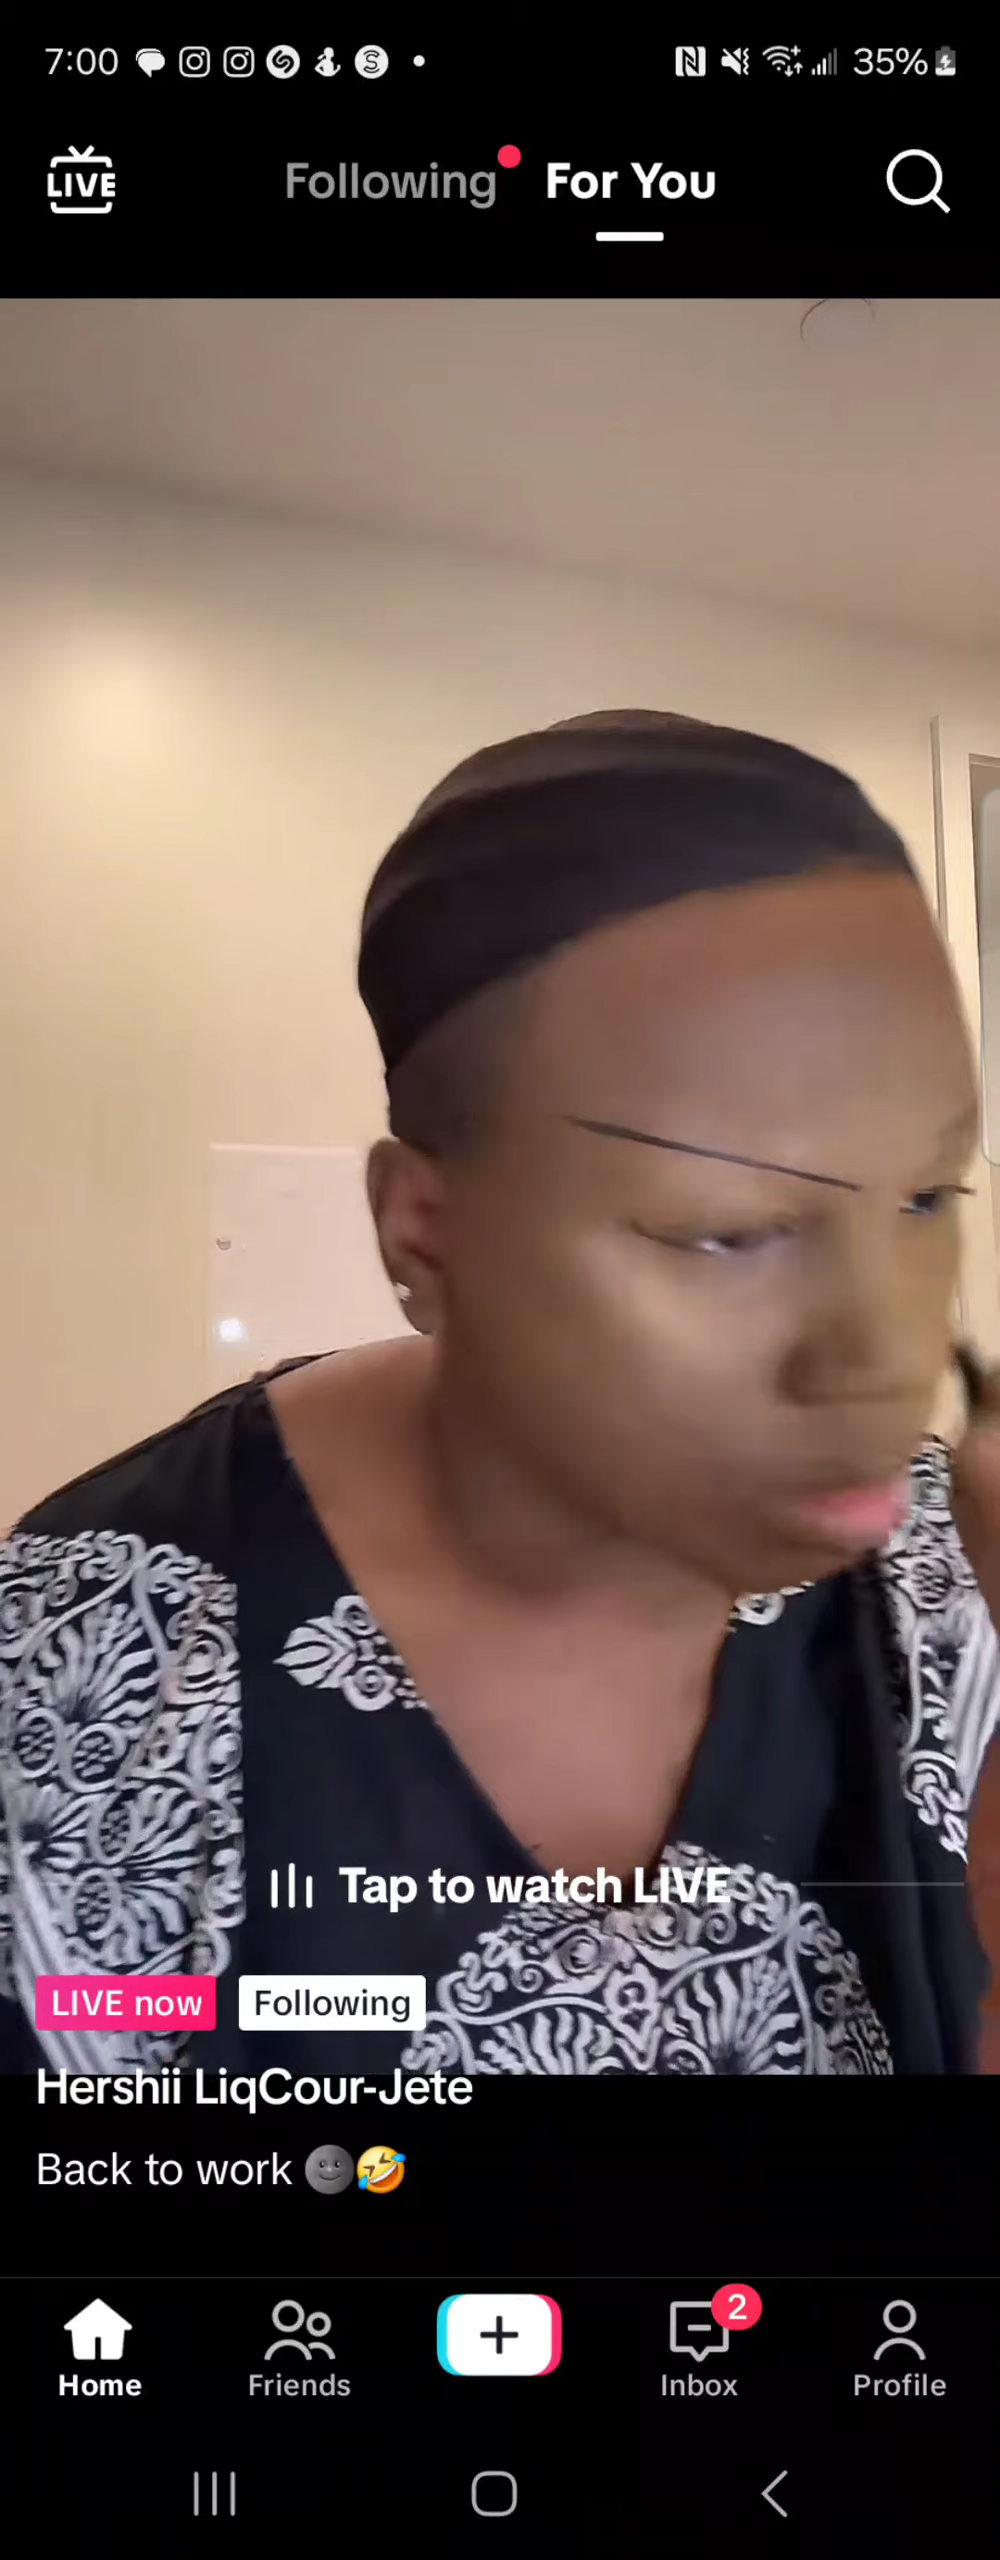 7:00
35%
LIVE
Following
For You
Tap to watch LIVE
LIVE now
Following
Hershii LiqCour-Jete
Back to work 🌚🤣
2
Home
Friends
Inbox
Profile